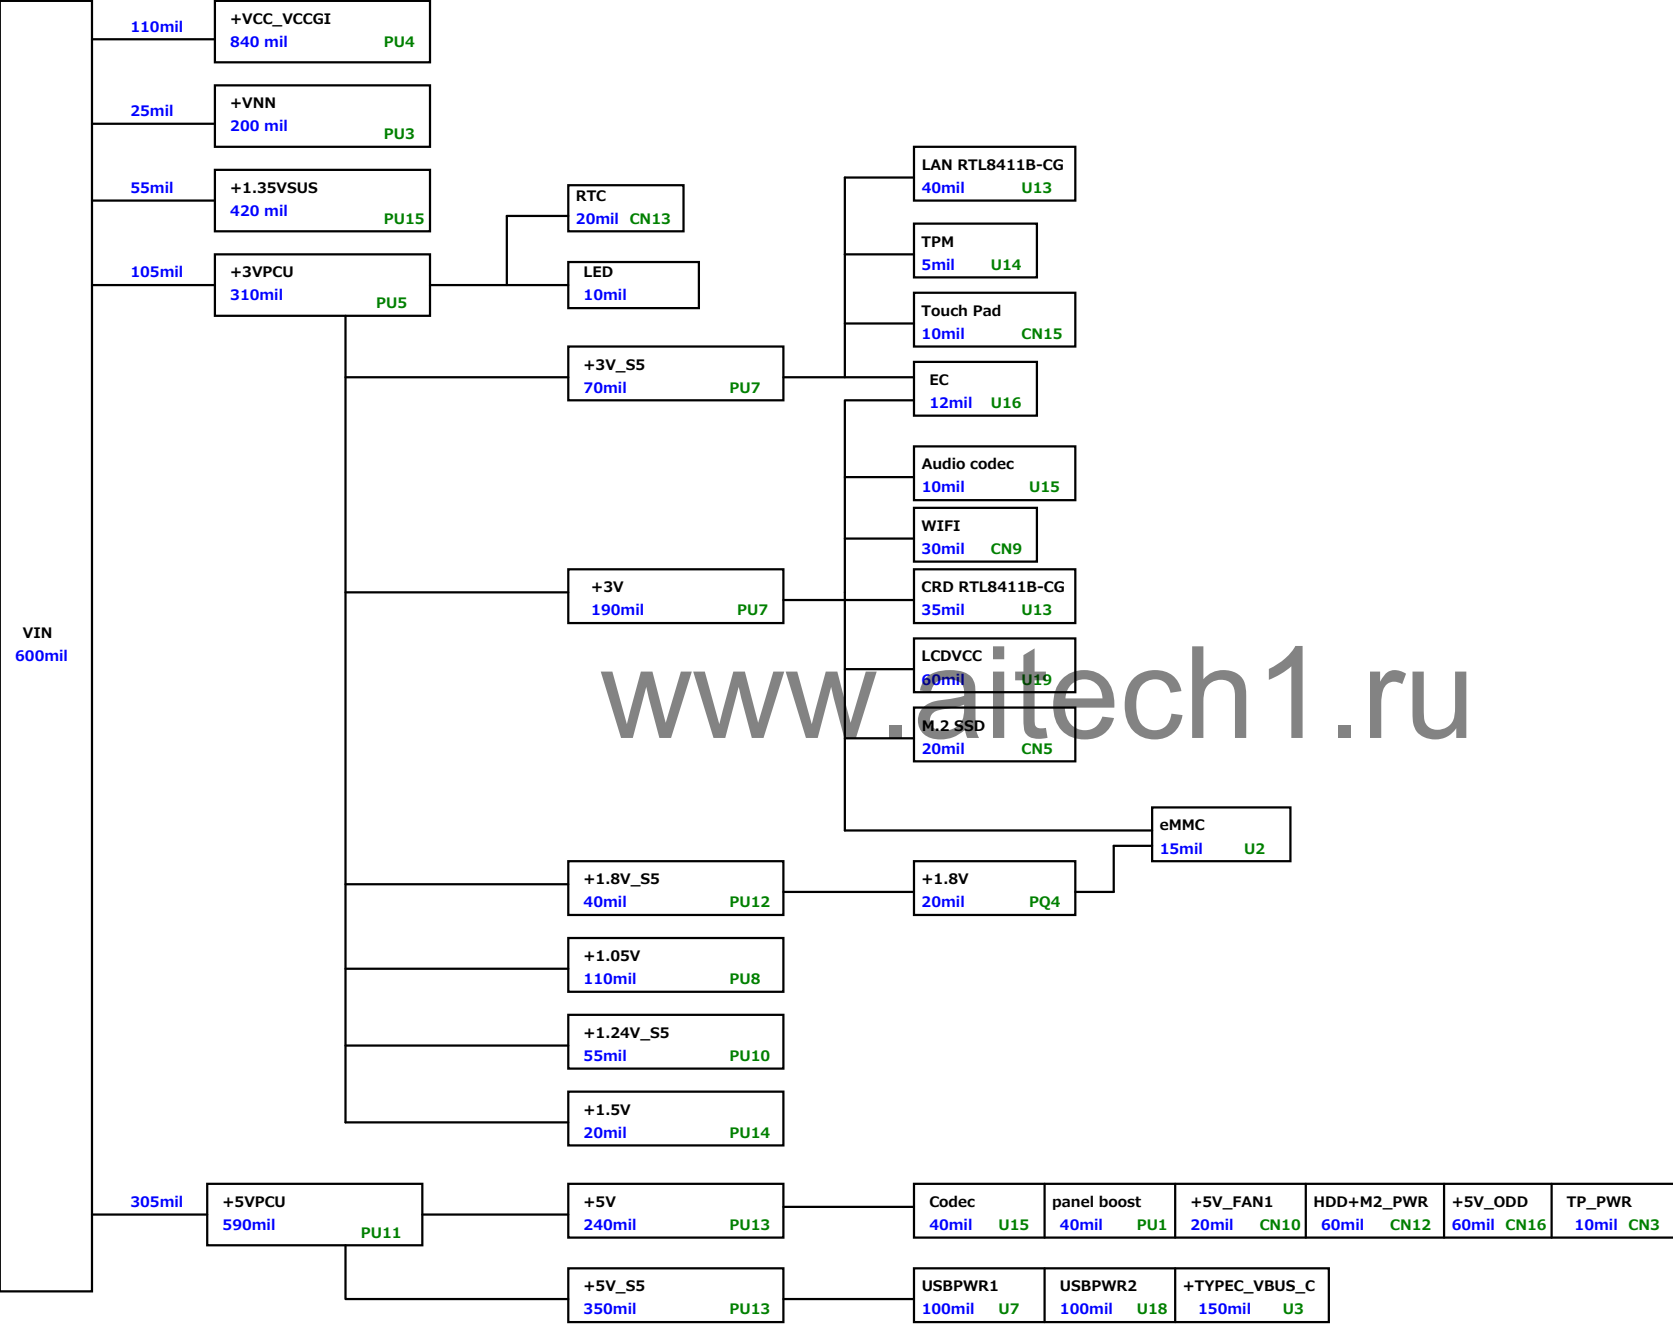 VIN
600mil
110mil
+VCC_VCCGI
840 mil PU4
25mil
+VNN
200 mil PU3
55mil
+1.35VSUS
420 mil PU15
105mil
+3VPCU
310mil PU5
RTC
20mil CN13
LED
10mil
+3V_S5
70mil PU7
LAN RTL8411B-CG
40mil U13
TPM
5mil U14
Touch Pad
10mil CN15
EC
12mil U16
Audio codec
10mil U15
WIFI
30mil CN9
+3V
190mil PU7
CRD RTL8411B-CG
35mil U13
LCDVCC
60mil U19
M.2 SSD
20mil CN5
www.aitech1.ru
eMMC
15mil U2
+1.8V_S5
40mil PU12
+1.8V
20mil PQ4
+1.05V
110mil PU8
+1.24V_S5
55mil PU10
+1.5V
20mil PU14
305mil
+5VPCU
590mil PU11
+5V
240mil PU13
Codec
40mil U15
panel boost
40mil PU1
+5V_FAN1
20mil CN10
HDD+M2_PWR
60mil CN12
+5V_ODD
60mil CN16
TP_PWR
10mil CN3
+5V_S5
350mil PU13
USBPWR1
100mil U7
USBPWR2
100mil U18
+TYPEC_VBUS_C
150mil U3